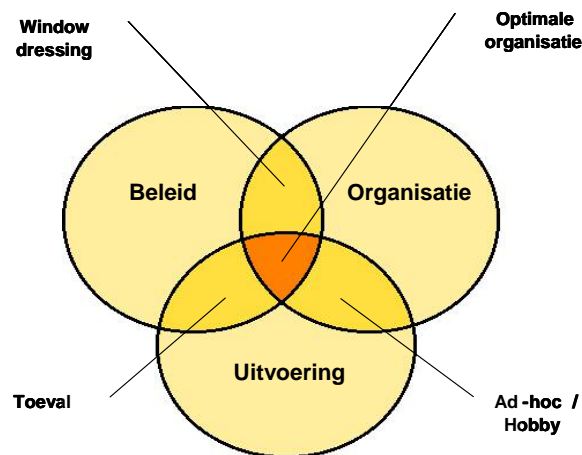 Window
dressing
Optimale
organisatie
Beleid
Organisatie
Uitvoering
Toeval
Ad -hoc /
Hobby